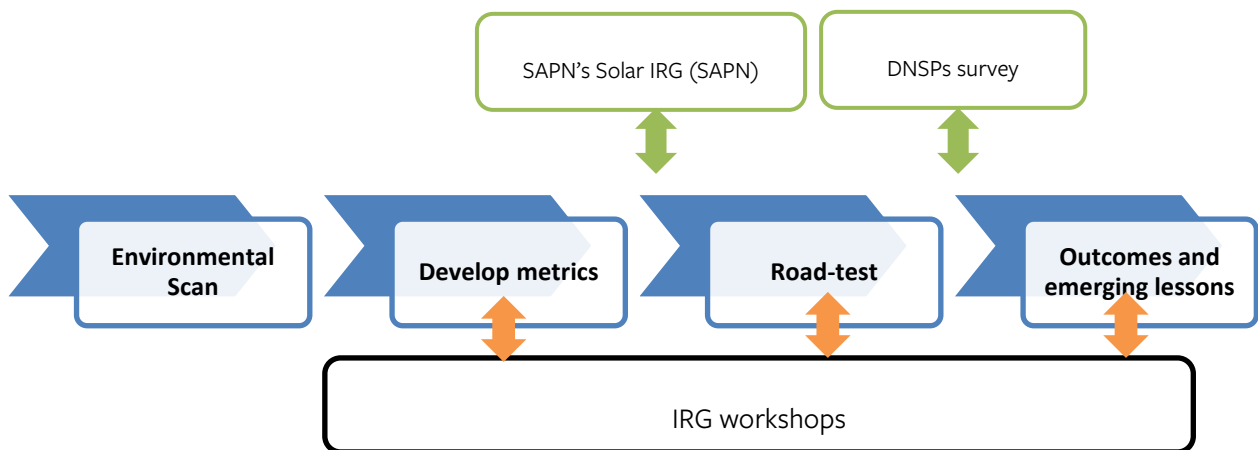 SAPN's Solar IRG (SAPN)
DNSPs survey
Environmental
Scan
Develop metrics
Road-test
Outcomes and
emerging lessons
IRG workshops